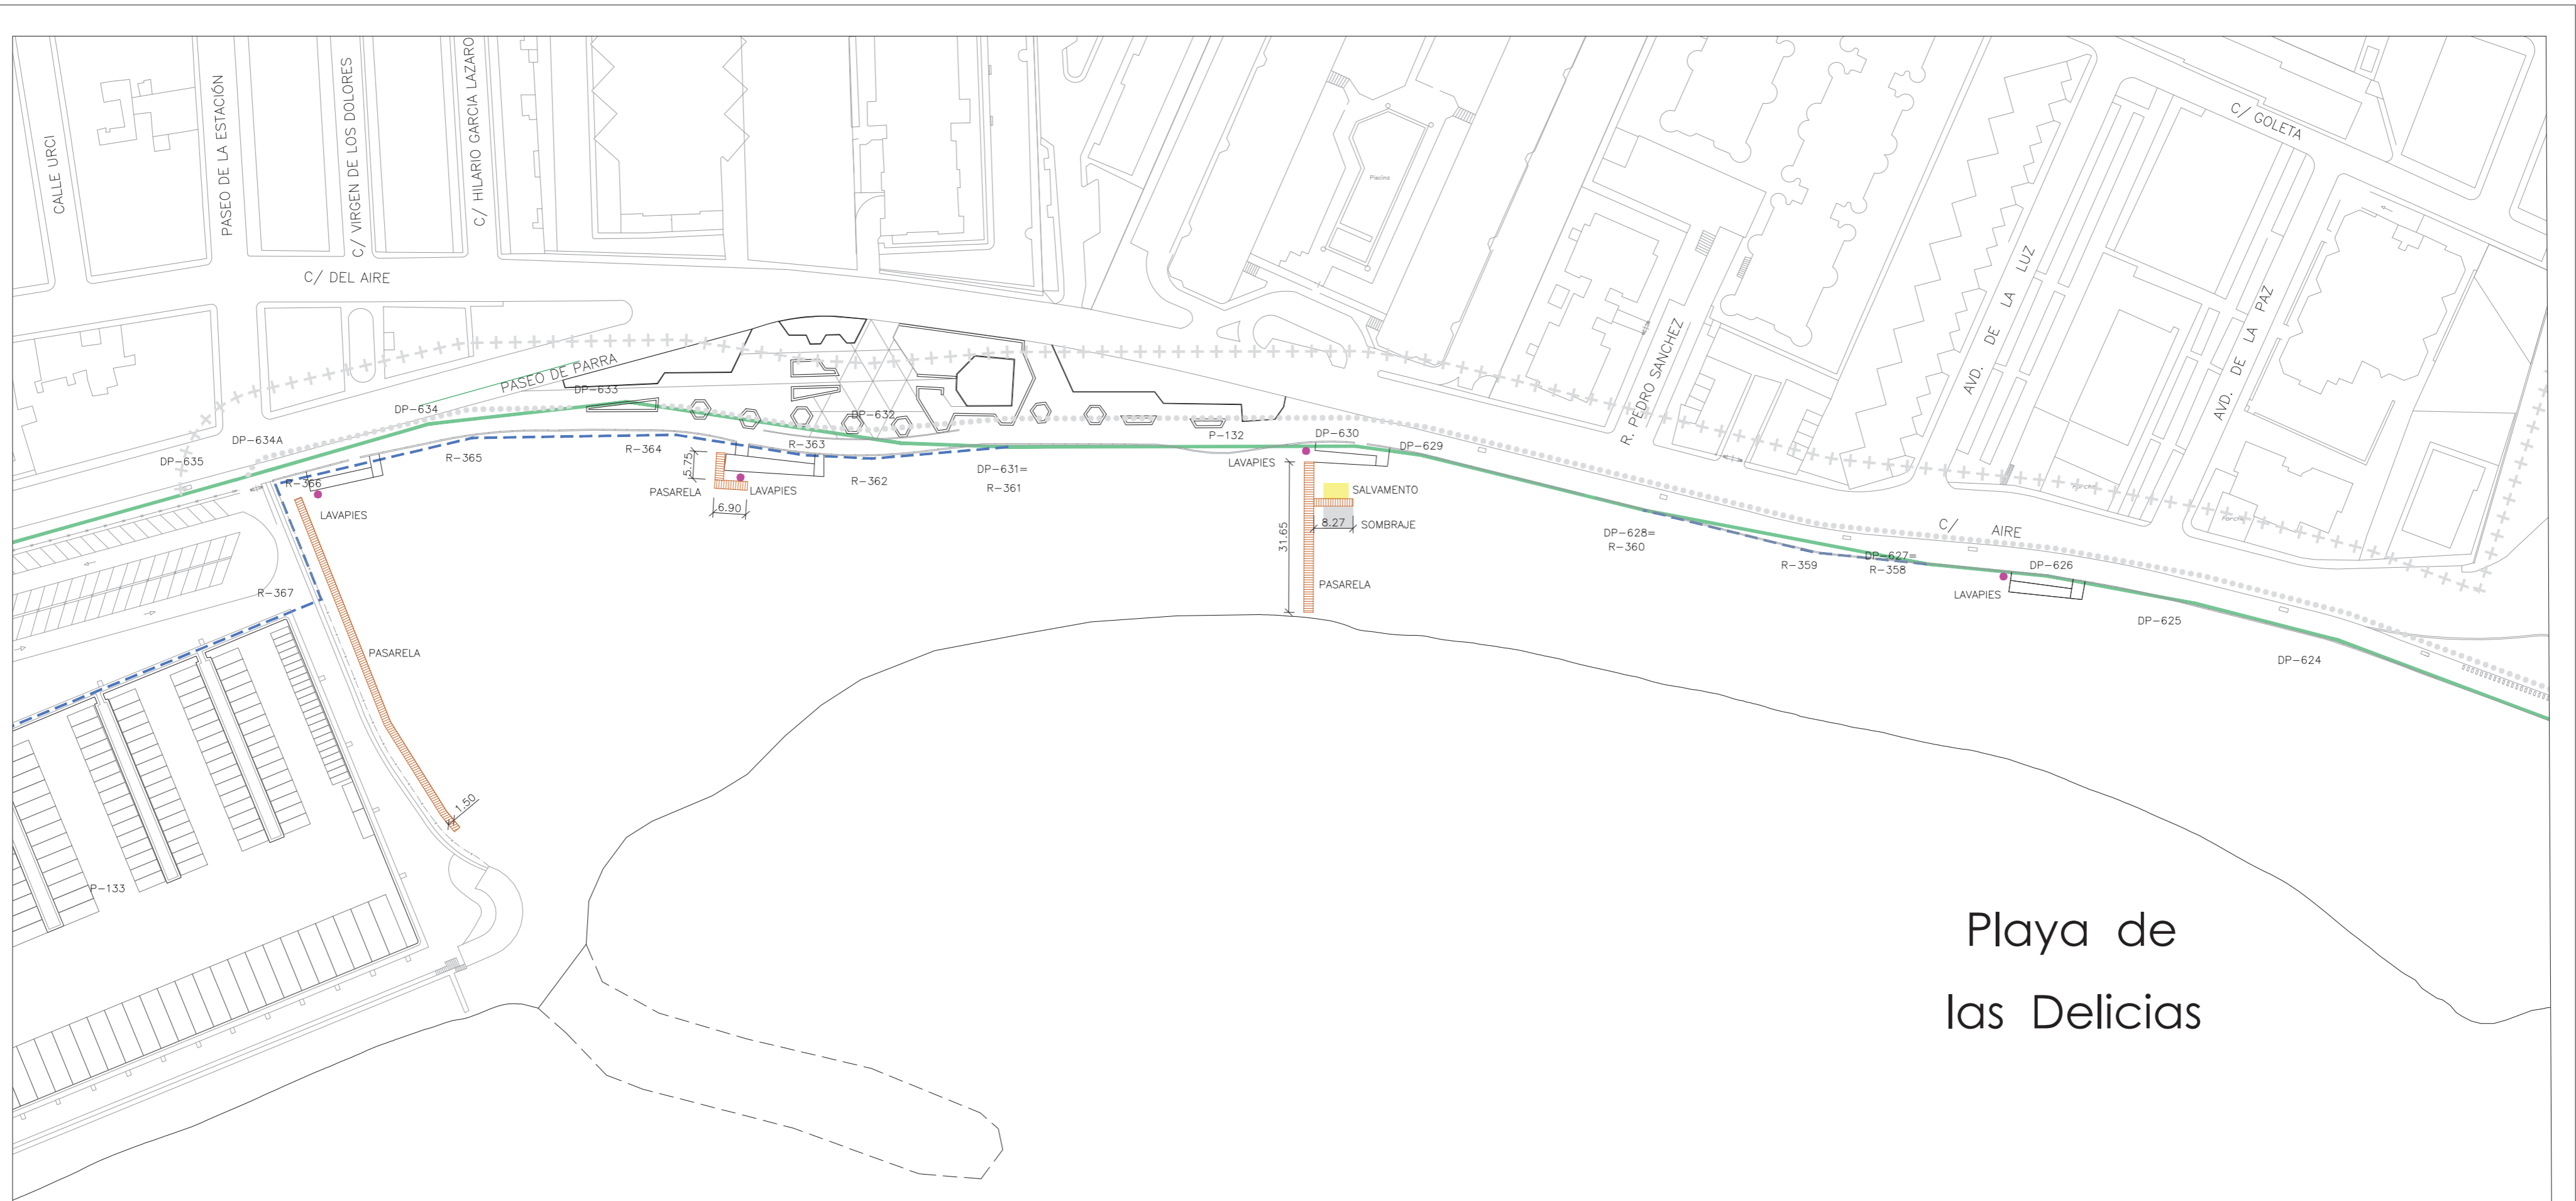 CALLE URCI
PASEO DE LA ESTACIÓN
C/ VIRGEN DE LOS DOLORES
C/ HILARIO GARCIA LAZARO
C/ DEL AIRE
Piscina
R. PEDRO SANCHEZ
AVD. DE LA LUZ
AVD. DE LA PAZ
C/ GOLETA
PASEO DE PARRA
DP-633
DP-634
DP-632
DP-634A
DP-635
R-366
R-365
R-364
R-363
R-362
DP-631=
R-361
P-132
DP-630
DP-629
LAVAPIES
5.75
PASARELA
LAVAPIES
6.90
LAVAPIES
SALVAMENTO
8.27
SOMBRAJE
31.65
PASARELA
DP-628=
R-360
R-359
DP-627=
R-358
C/ AIRE
DP-626
LAVAPIES
DP-625
DP-624
R-367
PASARELA
1.50
P-133
Playa de
las Delicias